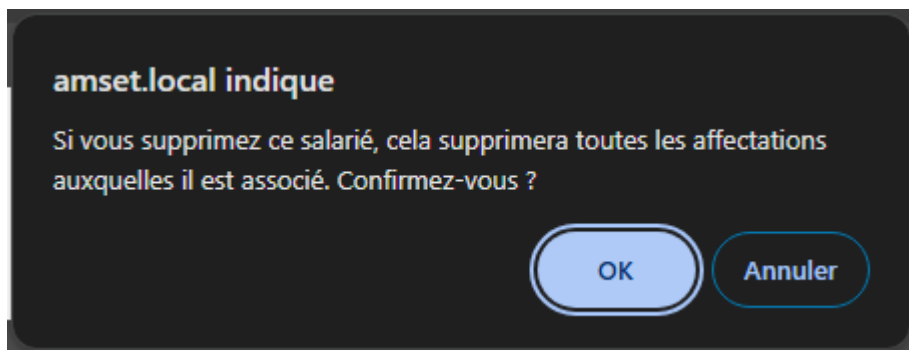 amset.local indique
Si vous supprimez ce salarié, cela supprimera toutes les affectations
auxquelles il est associé. Confirmez-vous ?
OK
Annuler